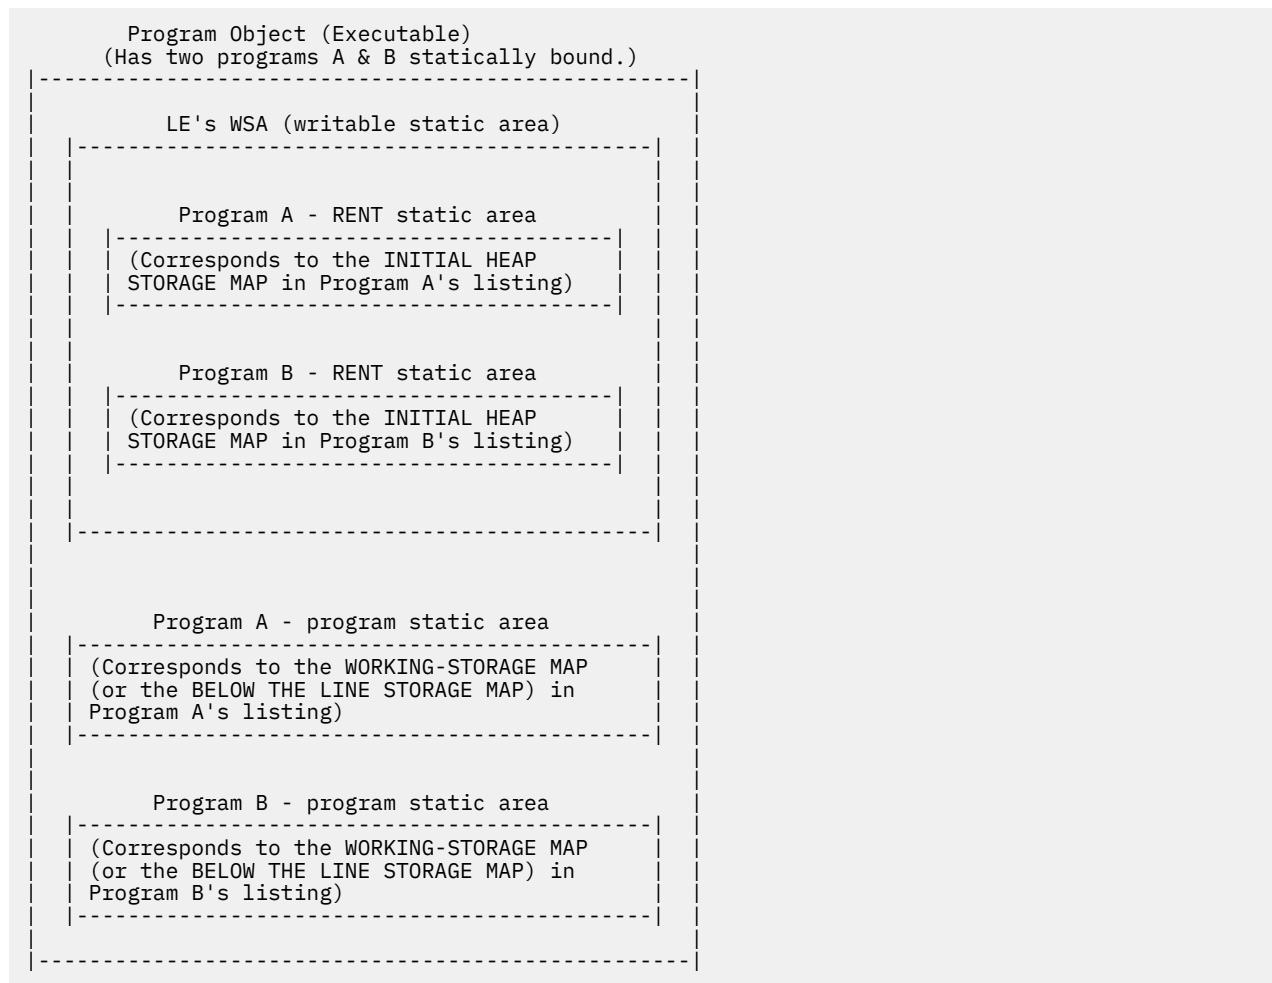 Program Object (Executable)
(Has two programs A & B statically bound.)
LE's WSA (writable static area)
Program A - RENT static area
(Corresponds to the INITIAL HEAP
STORAGE MAP in Program A's listing)
Program B - RENT static area
(Corresponds to the INITIAL HEAP
STORAGE MAP in Program B's listing)
Program A - program static area
(Corresponds to the WORKING-STORAGE MAP
(or the BELOW THE LINE STORAGE MAP) in
Program A's listing)
Program B - program static area
(Corresponds to the WORKING-STORAGE MAP
(or the BELOW THE LINE STORAGE MAP) in
Program B's listing)